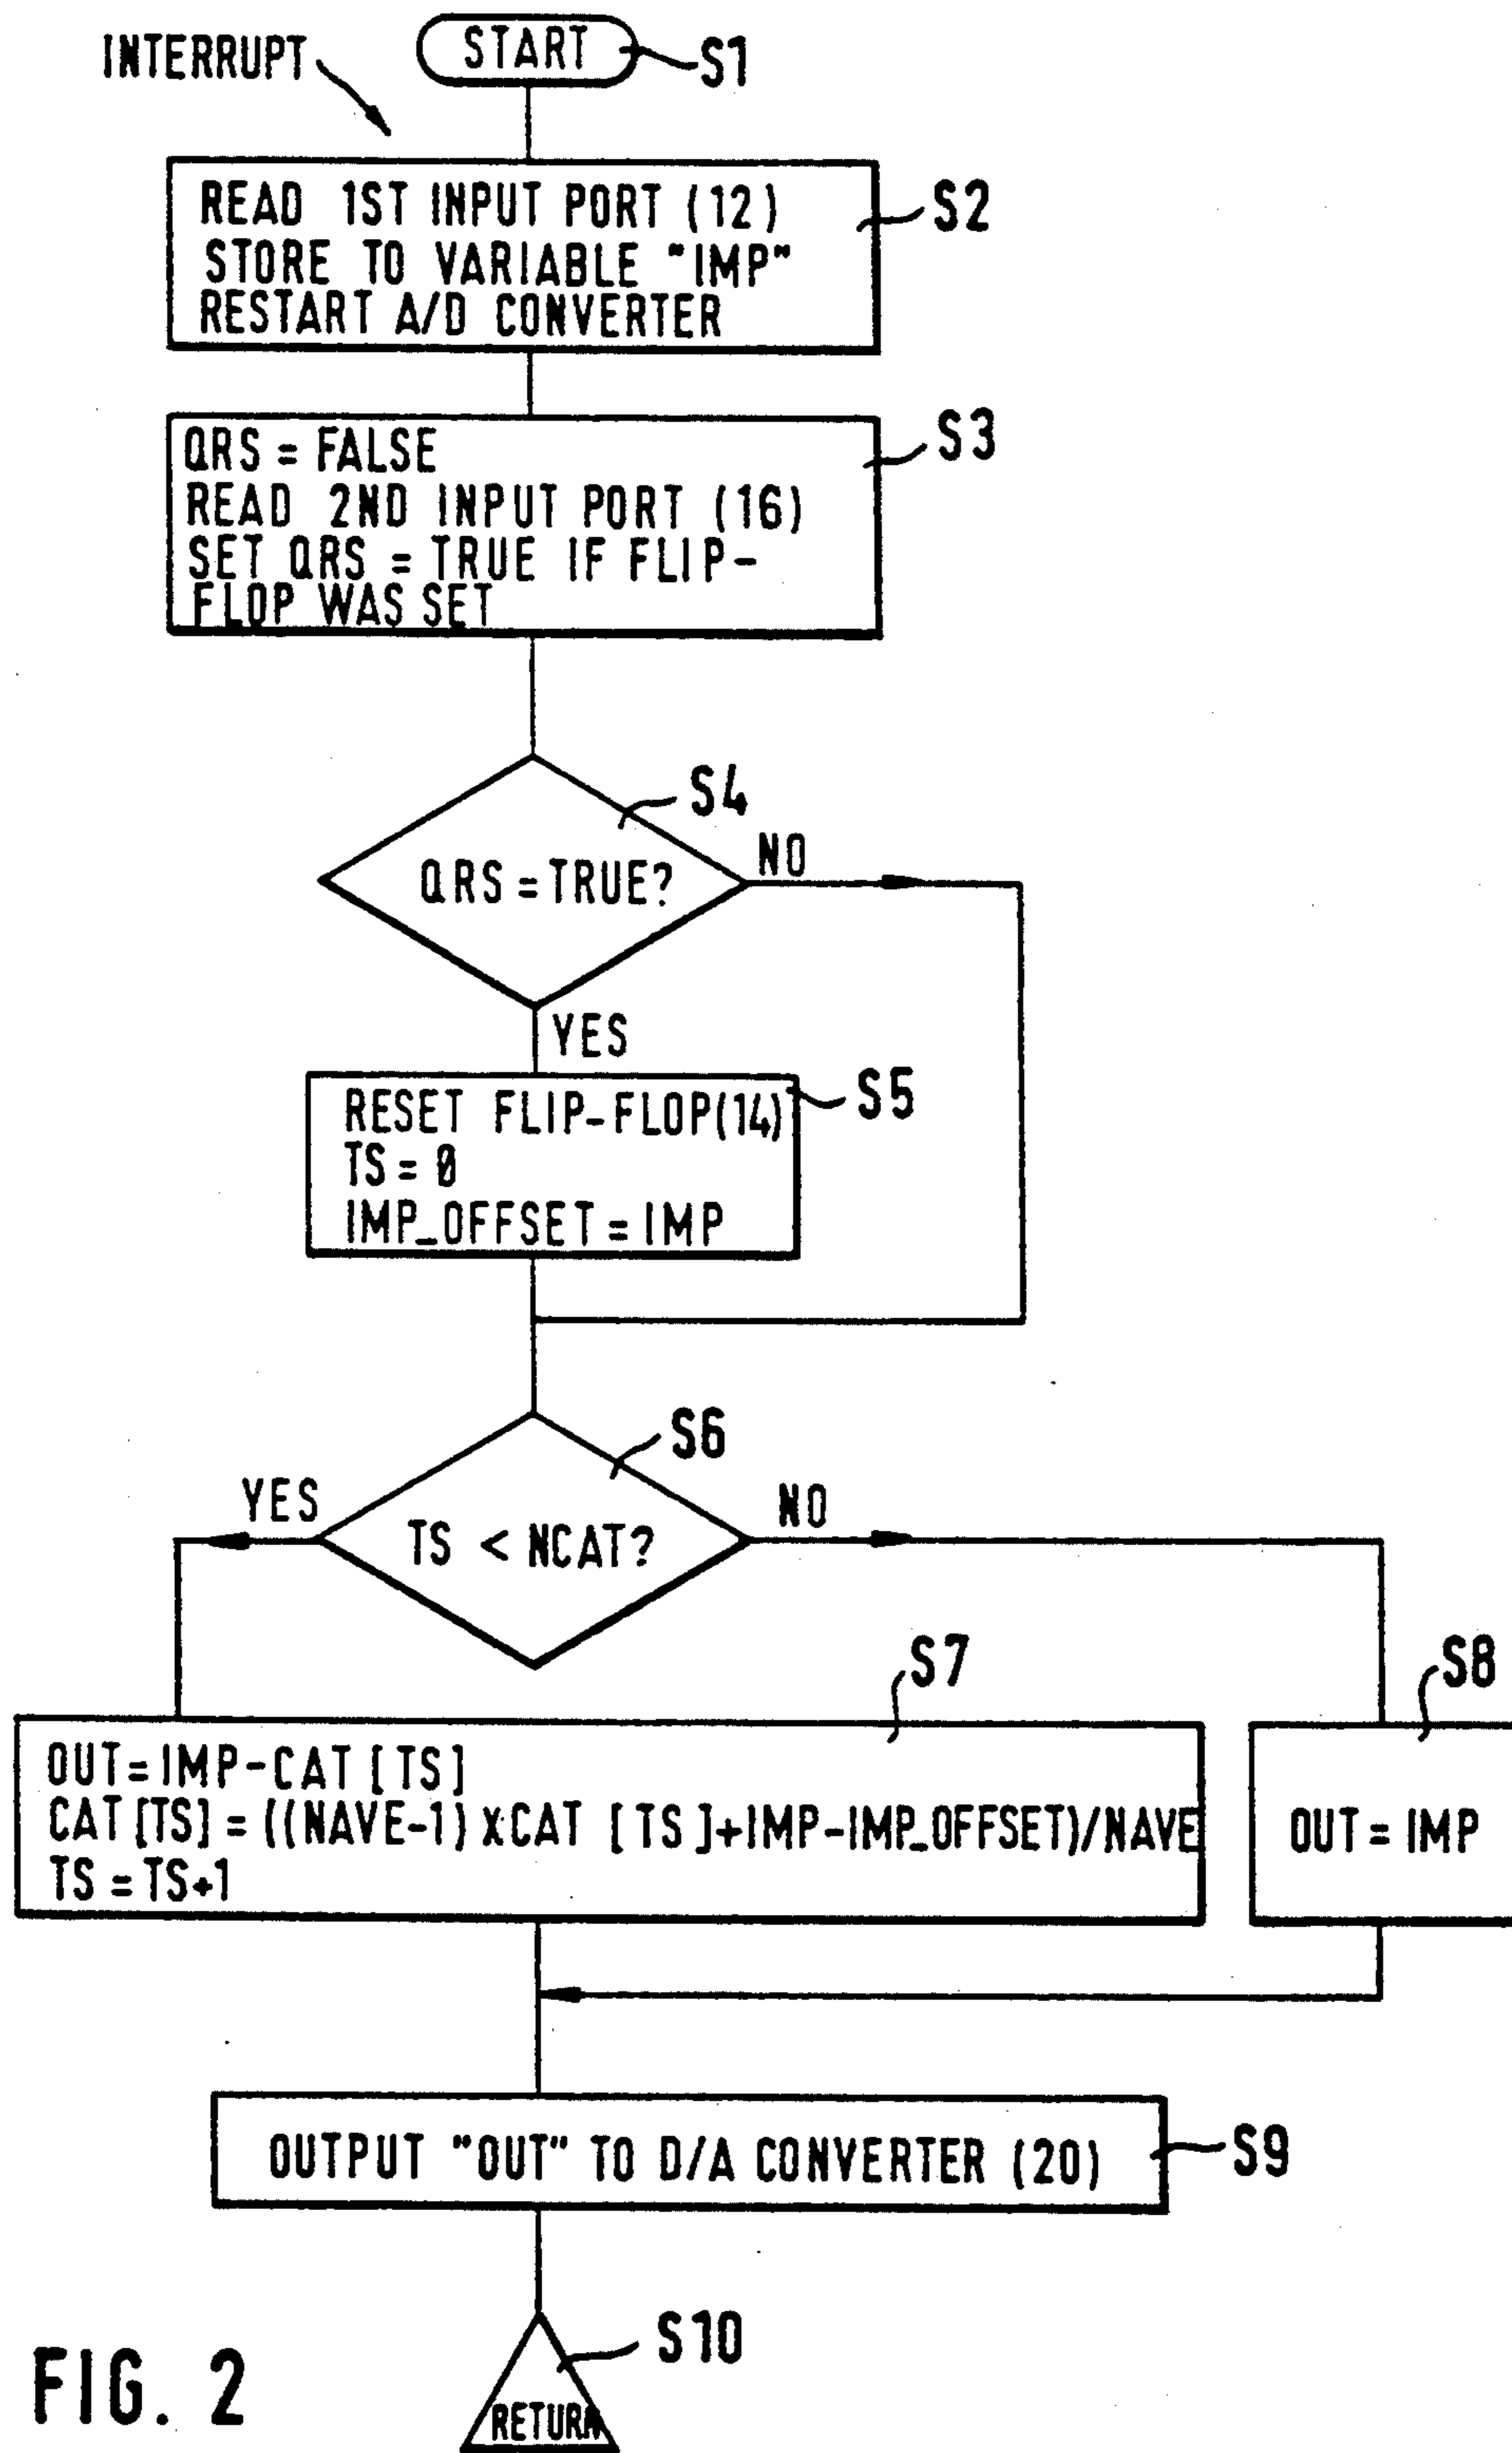 START
S1
INTERRUPT
READ 1ST INPUT PORT (12)
STORE TO VARIABLE "IMP"
RESTART A/D CONVERTER
S2
QRS = FALSE
READ 2ND INPUT PORT (16)
SET QRS = TRUE IF FLIP-
FLOP WAS SET
S3
S4
QRS = TRUE?
NO
YES
RESET FLIP-FLOP(14)
TS = 0
IMP_OFFSET = IMP
S5
S6
TS < NCAT?
YES
NO
S7
OUT=IMP-CAT [TS]
CAT [TS] = ((NAVE-1) XCAT [TS]+IMP-IMP_OFFSET)/NAVE
TS = TS+1
S8
OUT = IMP
OUTPUT "OUT" TO D/A CONVERTER (20)
S9
S10
RETURN
FIG. 2